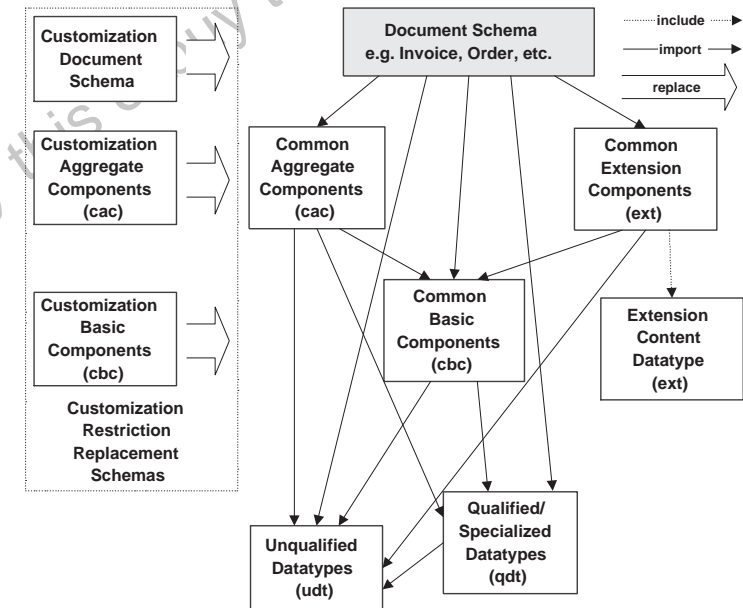 Customization
Document
Schema
Document Schema
e.g. Invoice, Order, etc.
include
import
replace
Customization
Aggregate
Components
(cac)
Common
Aggregate
Components
(cac)
Common
Extension
Components
(ext)
Customization
Basic
Components
(cbc)
Common
Basic
Components
(cbc)
Extension
Content
Datatype
(ext)
Customization
Restriction
Replacement
Schemas
Unqualified
Datatypes
(udt)
Qualified/
Specialized
Datatypes
(qdt)
this